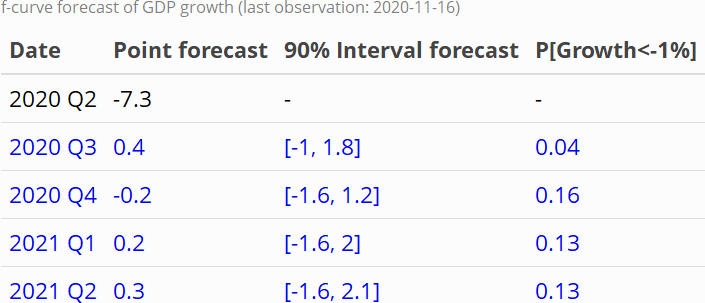 f-curve forecast of GDP growth (last observation: 2020-11-16)
Date Point forecast 90% Interval forecast P[Growth<-1%]
2020 Q2 -7.3 - -
2020 Q3 0.4 [-1, 1.8] 0.04
2020 Q4 -0.2 [-1.6, 1.2] 0.16
2021 Q1 0.2 [-1.6, 2] 0.13
2021 Q2 0.3 [-1.6, 2.1] 0.13